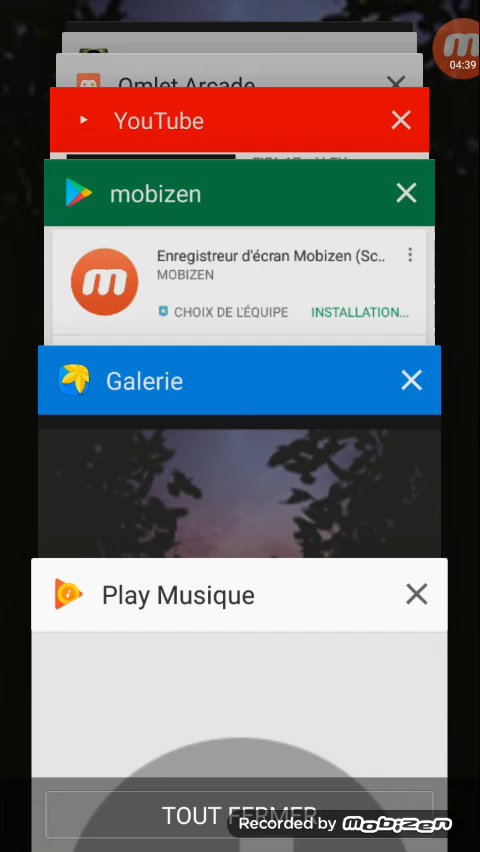 04:39
Omlet Arcade
YouTube
mobizen
Enregistreur d'écran Mobizen (Sc..
MOBIZEN
CHOIX DE L'ÉQUIPE
INSTALLATION...
Galerie
Play Musique
TOUT FERMER
Recorded by mobizen